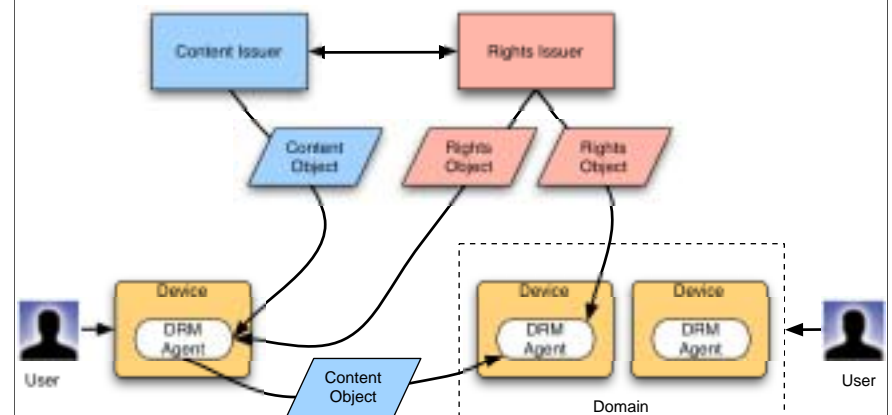 Content Issuer
Rights Issuer
Content
Object
Rights
Object
Rights
Object
Device
DRM
Agent
Device
DRM
Agent
Device
DRM
Agent
User
Content
Object
User
Domain